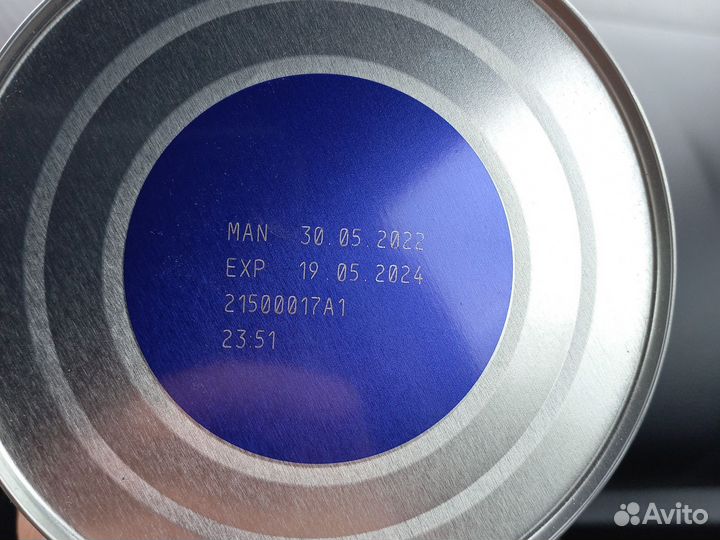 MAN 30.05.2022
EXP 19.05.2024
21500017A1
23:51
Avito